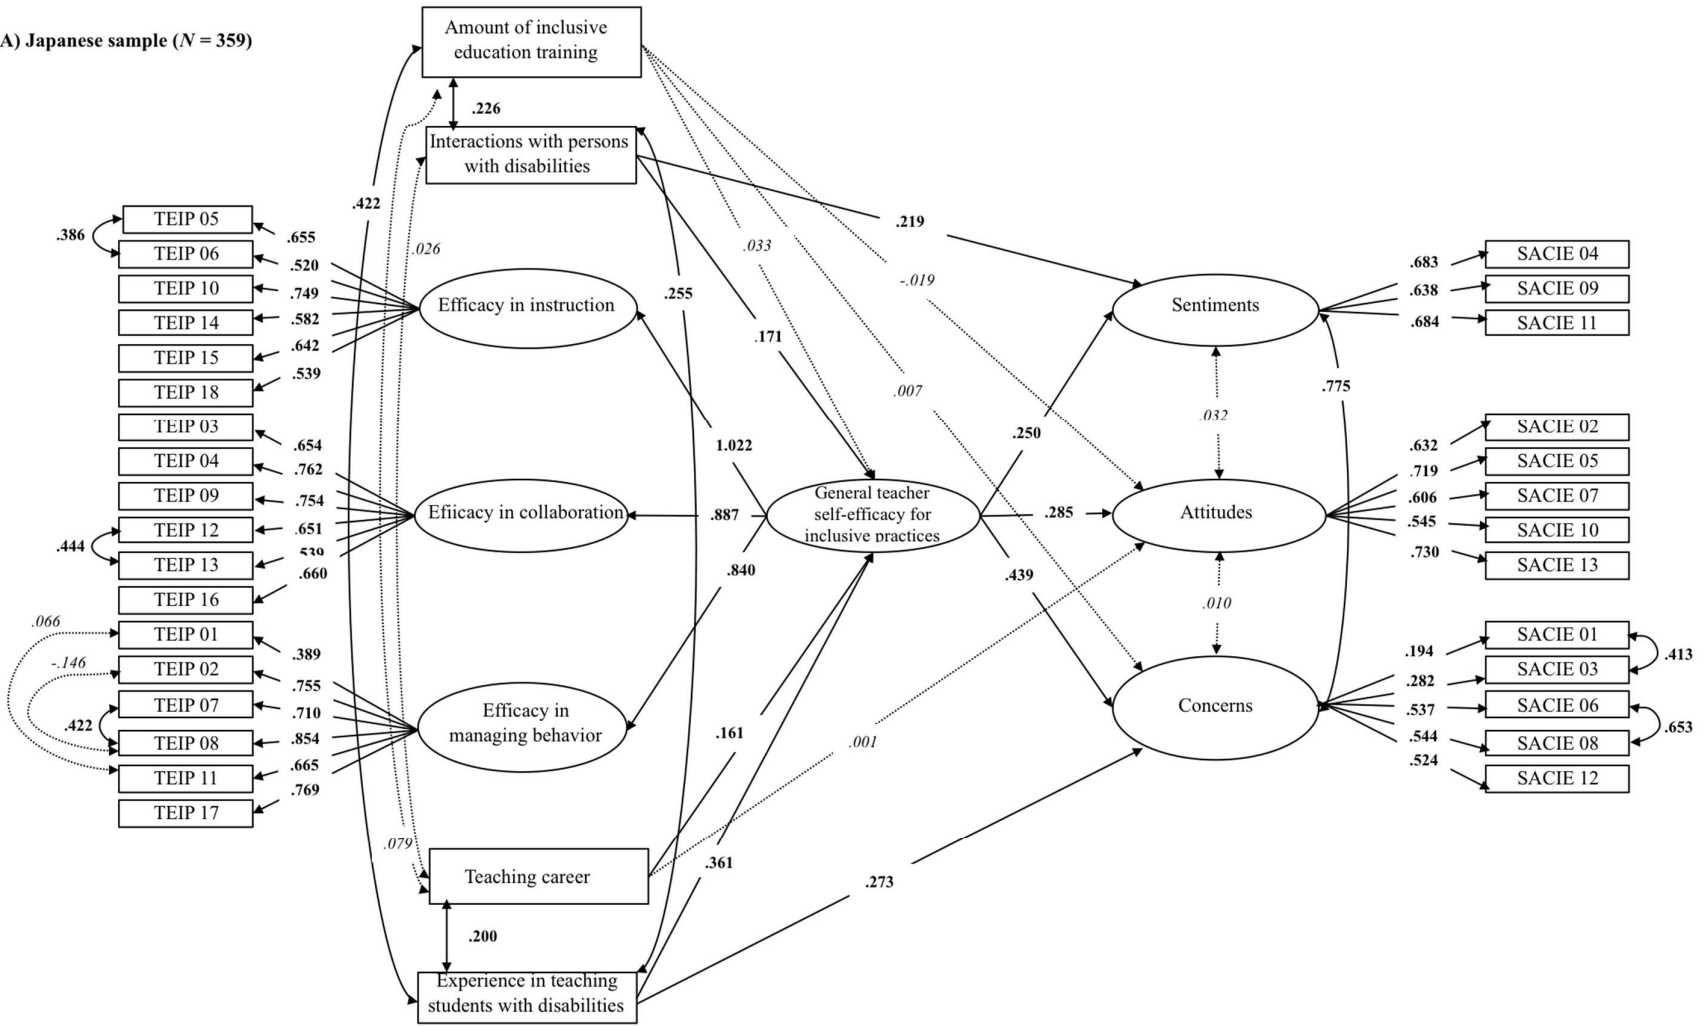 A) Japanese sample (N = 359)
Amount of inclusive
education training
.226
Interactions with persons
with disabilities
.422
.026
.255
.219
.033
-.019
.171
.007
TEIP 05
TEIP 06
TEIP 10
TEIP 14
TEIP 15
TEIP 18
.386
.655
.520
.749
.582
.642
.539
Efficacy in instruction
TEIP 03
TEIP 04
TEIP 09
TEIP 12
TEIP 13
TEIP 16
.444
.654
.762
.754
.651
.539
.660
Efiicacy in collaboration
TEIP 01
TEIP 02
TEIP 07
TEIP 08
TEIP 11
TEIP 17
.066
-.146
.422
.389
.755
.710
.854
.665
.769
Efficacy in
managing behavior
1.022
.887
.840
General teacher
self-efficacy for
inclusive practices
.250
.285
.439
.161
.001
.361
.273
.079
Teaching career
.200
Experience in teaching
students with disabilities
Sentiments
.032
.775
Attitudes
.010
Concerns
.683
.638
.684
SACIE 04
SACIE 09
SACIE 11
.632
.719
.606
.545
.730
SACIE 02
SACIE 05
SACIE 07
SACIE 10
SACIE 13
.194
.282
.537
.544
.524
SACIE 01
SACIE 03
SACIE 06
SACIE 08
SACIE 12
.413
.653